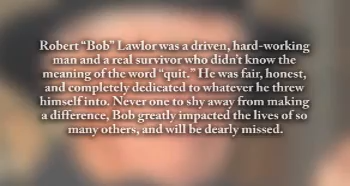 Robert “Bob” Lawlor was a driven, hard-working
man and a real survivor who didn’t know the
meaning of the word “quit.” He was fair, honest,
and completely dedicated to whatever he threw
himself into. Never one to shy away from making
a difference, Bob greatly impacted the lives of so
many others, and will be dearly missed.